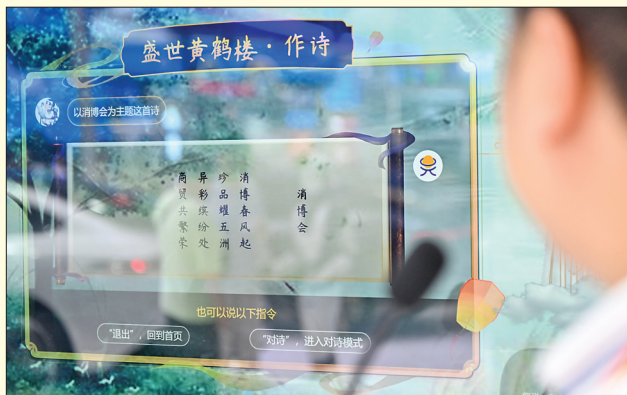 盛世黄鹤楼·作诗
以消博会为主题这首诗
消博会
消博春风起
珍品耀五洲
异彩缤纷处
商贸共繁荣
也可以说以下指令
“退出”，回到首页
“对诗”，进入对诗模式